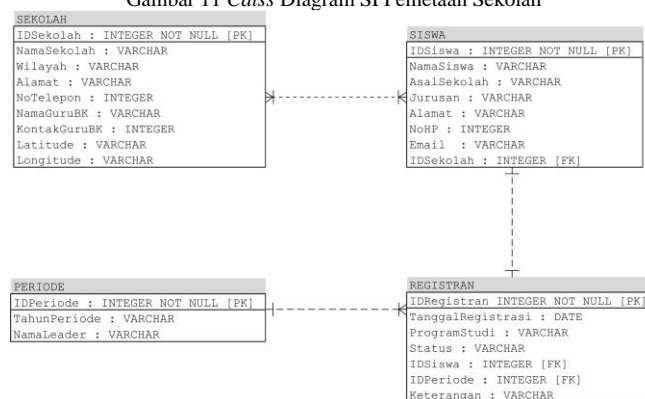 Gambar 11 Calss Diagram SI Pemetaan Sekolah
SEKOLAH
IDSekolah : INTEGER NOT NULL [PK]
NamaSekolah : VARCHAR
Wilayah : VARCHAR
Alamat : VARCHAR
NoTelepon : INTEGER
NamaGuruBK : VARCHAR
KontakGuruBK : INTEGER
Latitude : VARCHAR
Longitude : VARCHAR
SISWA
IDSiswa : INTEGER NOT NULL [PK]
NamaSiswa : VARCHAR
AsalSekolah : VARCHAR
Jurusan : VARCHAR
Alamat : VARCHAR
NoHP : INTEGER
Email : VARCHAR
IDSekolah : INTEGER [FK]
PERIODE
IDPeriode : INTEGER NOT NULL [PK]
TahunPeriode : VARCHAR
NamaLeader : VARCHAR
REGISTRAN
IDRegistran INTEGER NOT NULL [PK]
TanggalRegistrasi : DATE
ProgramStudi : VARCHAR
Status : VARCHAR
IDSiswa : INTEGER [FK]
IDPeriode : INTEGER [FK]
Keterangan : VARCHAR